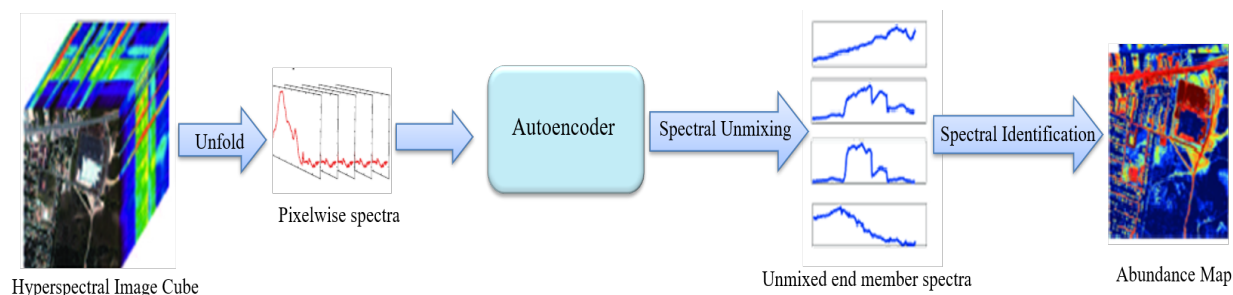 Unfold
Autoencoder
Spectral Unmixing
Spectral Identification
Pixelwise spectra
Hyperspectral Image Cube
Unmixed end member spectra
Abundance Map